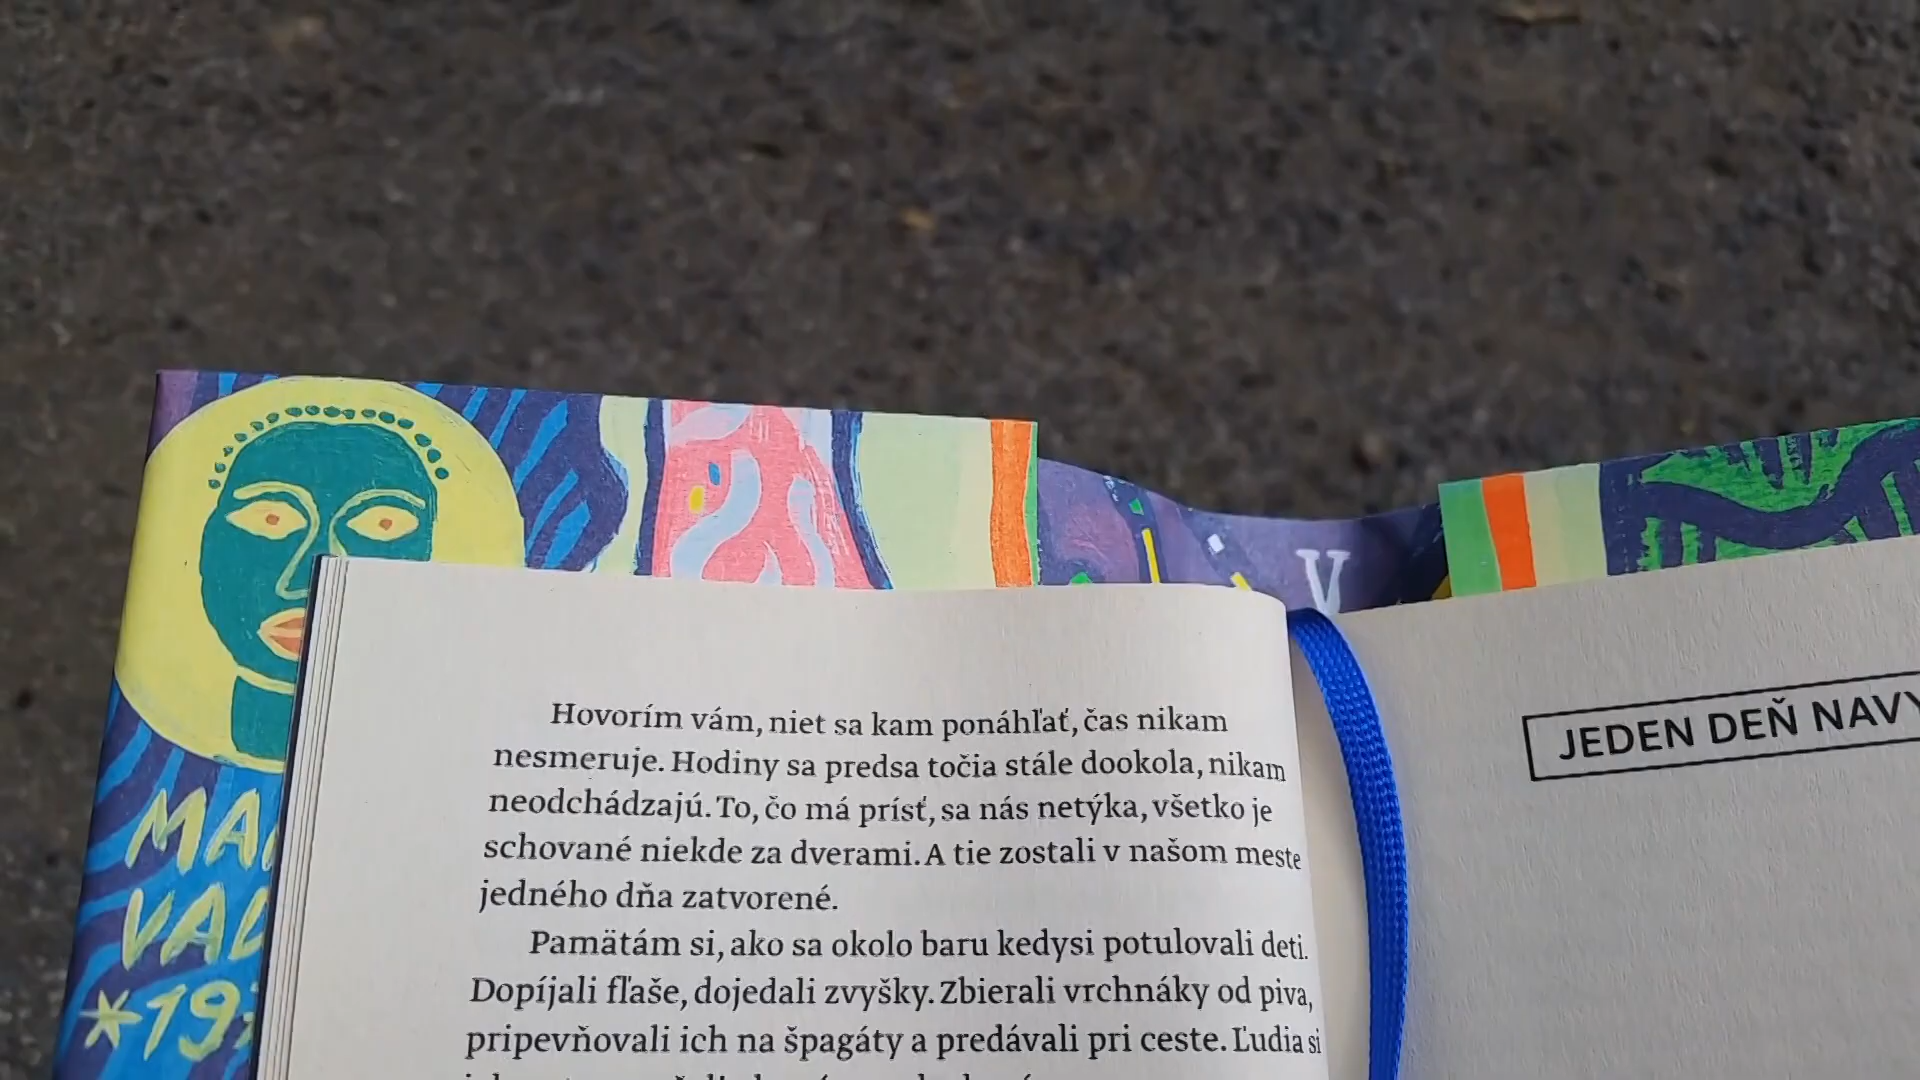 V
Hovorím vám, niet sa kam ponáhľať, čas nikam
nesmeruje. Hodiny sa predsa točia stále dookola, nikam
neodchádzajú. To, čo má prísť, sa nás netýka, všetko je
schované niekde za dverami. A tie zostali v našom meste
jedného dňa zatvorené.
Pamätám si, ako sa okolo baru kedysi potulovali deti.
Dopíjali fľaše, dojedali zvyšky. Zbierali vrchnáky od piva,
pripevňovali ich na špagáty a predávali pri ceste. Ľudia si
JEDEN DEŇ